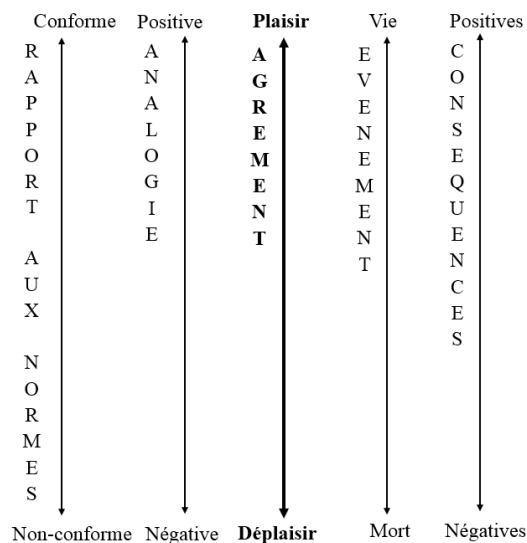 Conforme Positive Plaisir Vie Positives
RAPPORT AUX NORMES
ANALOGIE
AGREMENT
EVENEMENT
CONSEQUENCES
Non-conforme Négative Déplaisir Mort Négatives